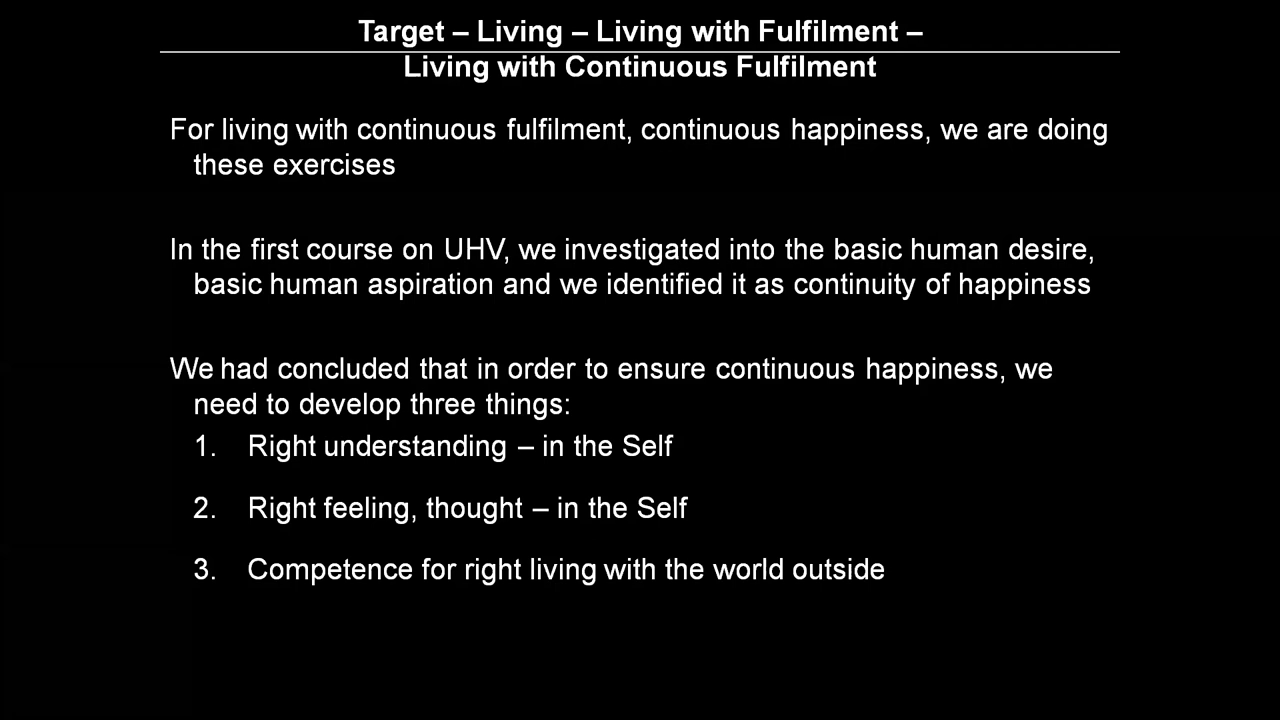 Target – Living – Living with Fulfilment –
Living with Continuous Fulfilment
For living with continuous fulfilment, continuous happiness, we are doing
these exercises
In the first course on UHV, we investigated into the basic human desire,
basic human aspiration and we identified it as continuity of happiness
We had concluded that in order to ensure continuous happiness, we
need to develop three things:
1. Right understanding – in the Self
2. Right feeling, thought – in the Self
3. Competence for right living with the world outside